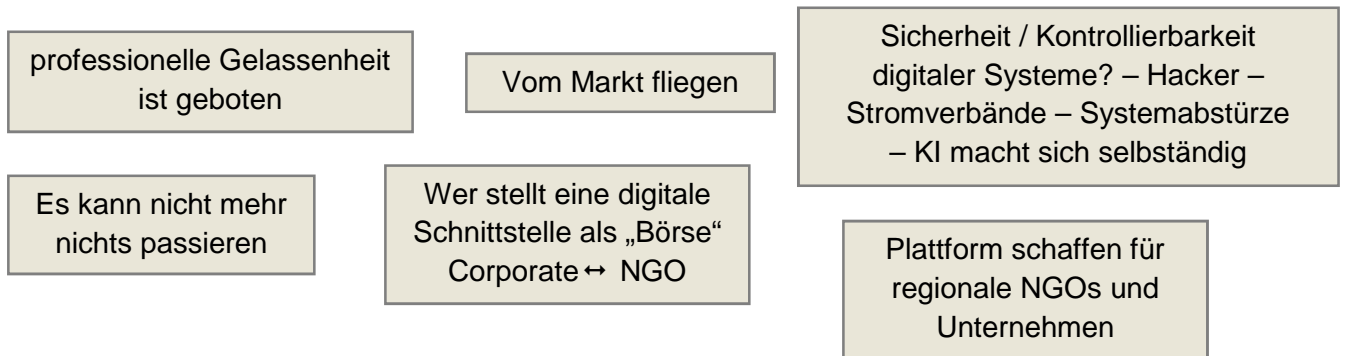 professionelle Gelassenheit
ist geboten
Vom Markt fliegen
Sicherheit / Kontrollierbarkeit
digitaler Systeme? – Hacker –
Stromverbände – Systemabstürze
– KI macht sich selbständig
Es kann nicht mehr
nichts passieren
Wer stellt eine digitale
Schnittstelle als „Börse“
Corporate ↔ NGO
Plattform schaffen für
regionale NGOs und
Unternehmen